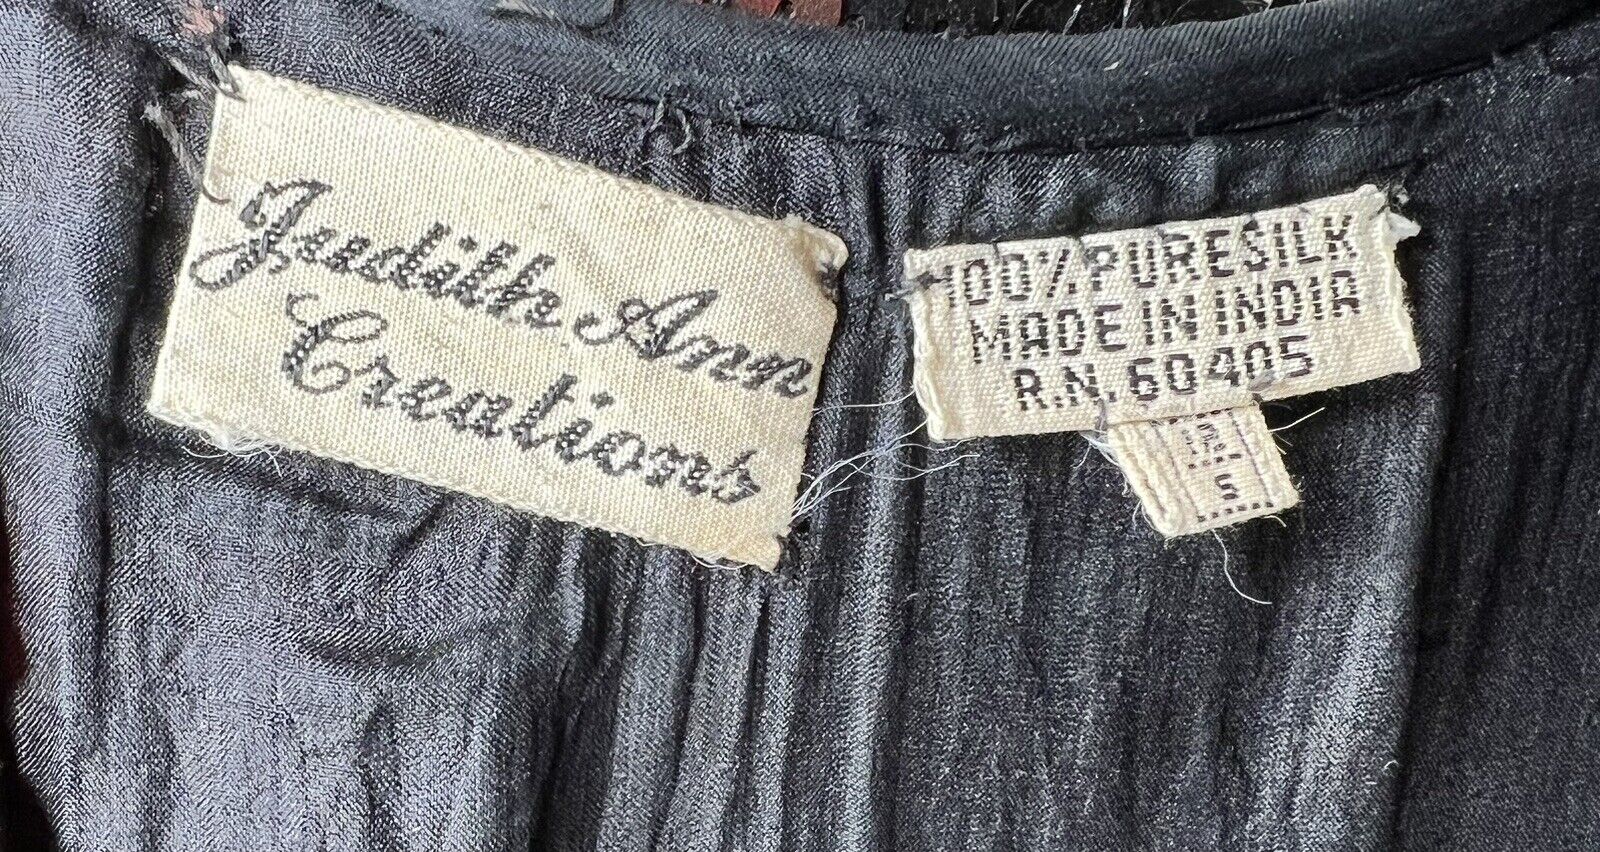 Judith Ann
Creations
100% PURE SILK
MADE IN INDIA
R.N. 60405
S